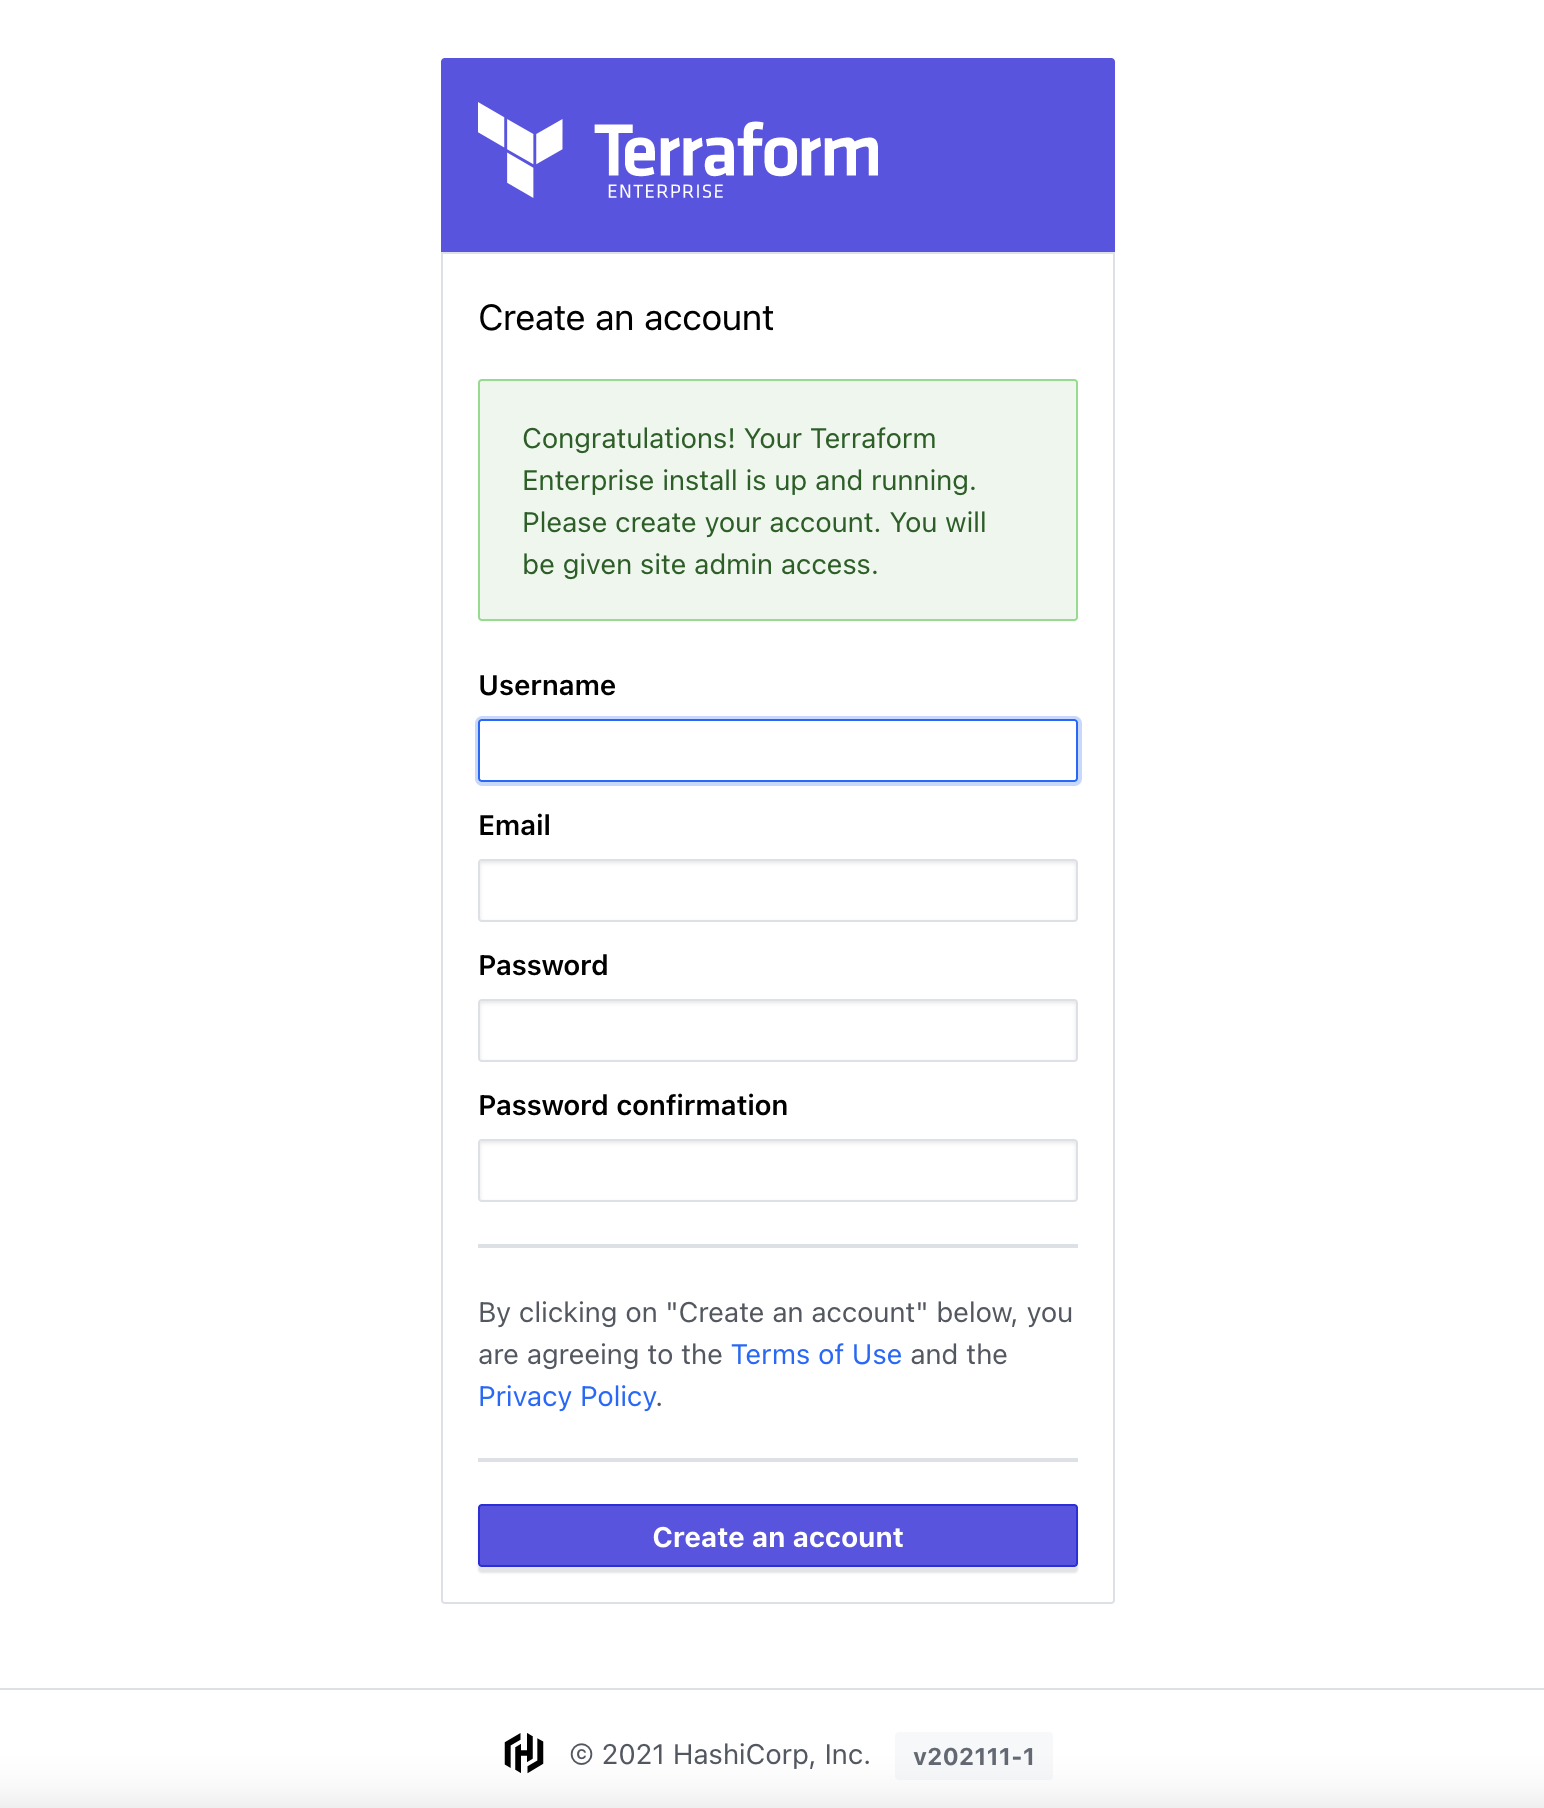 Terraform
ENTERPRISE
Create an account
Congratulations! Your Terraform
Enterprise install is up and running.
Please create your account. You will
be given site admin access.
Username
Email
Password
Password confirmation
By clicking on "Create an account" below, you
are agreeing to the Terms of Use and the
Privacy Policy.
Create an account
© 2021 HashiCorp, Inc. v202111-1